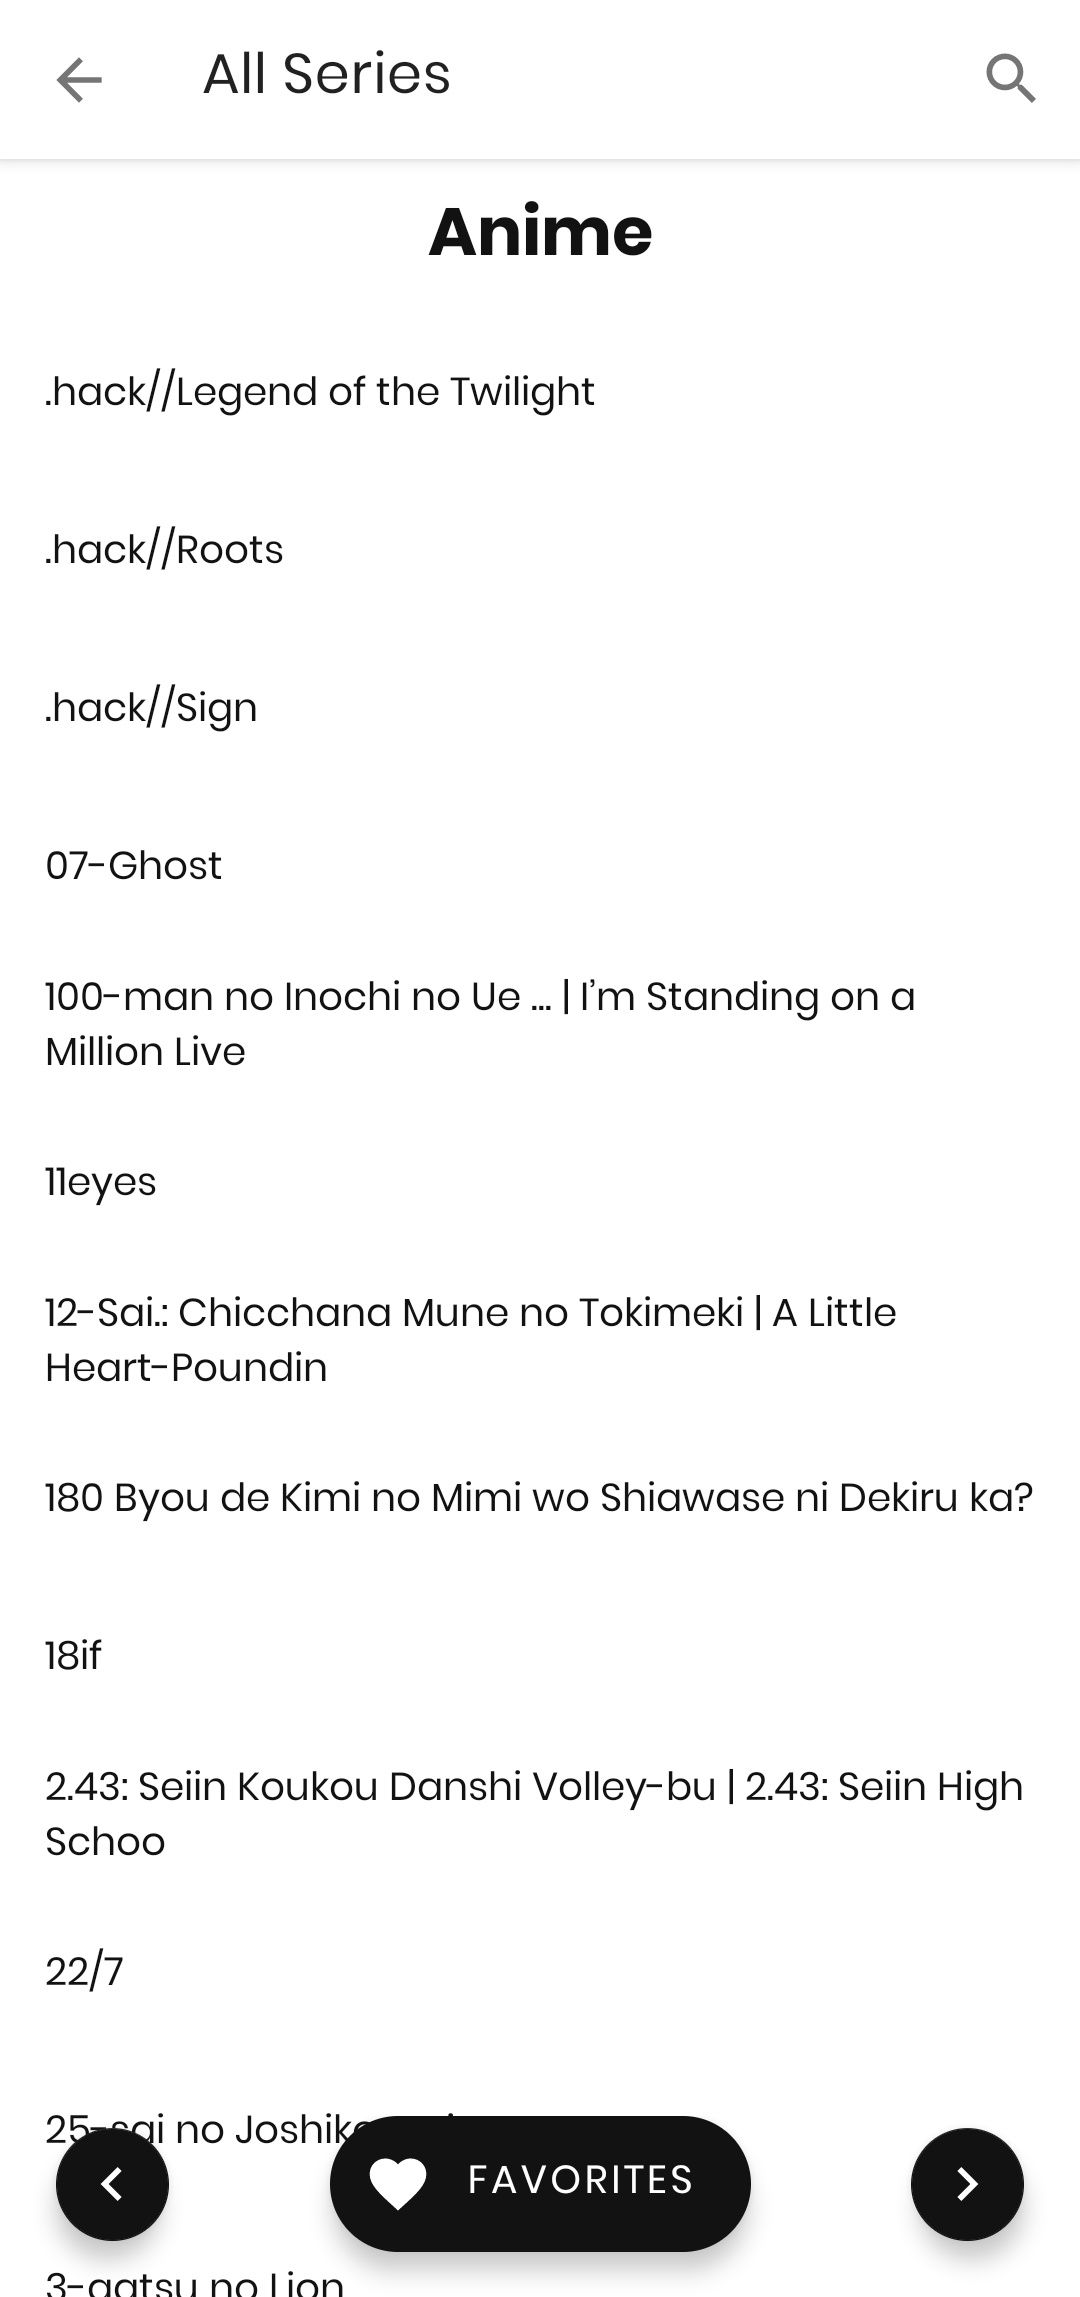 All Series
Anime
.hack//Legend of the Twilight
.hack//Roots
.hack//Sign
07-Ghost
100-man no Inochi no Ue ... | I’m Standing on a
Million Live
11eyes
12-Sai.: Chicchana Mune no Tokimeki | A Little
Heart-Poundin
180 Byou de Kimi no Mimi wo Shiawase ni Dekiru ka?
18if
2.43: Seiin Koukou Danshi Volley-bu | 2.43: Seiin High
Schoo
22/7
25-sai no
FAVORITES
3-gatsu no Lion